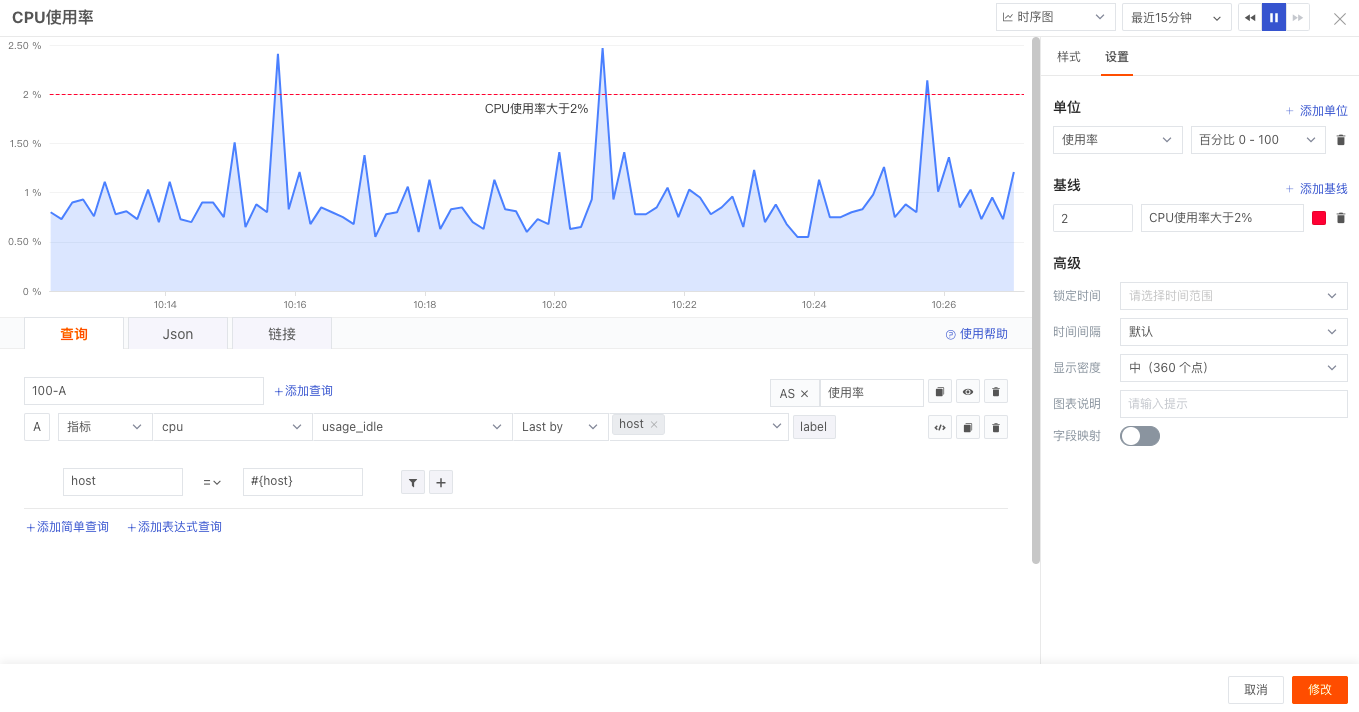 CPU使用率
时序图
最近15分钟
2.50 %
2 %
CPU使用率大于2%
1.50 %
1 %
0.50 %
0 %
10:14
10:16
10:18
10:20
10:22
10:24
10:26
查询
Json
链接
使用帮助
100-A
+添加查询
AS ×
使用率
A
指标
cpu
usage_idle
Last by
host ×
label
</>
host
=
#{host}
+
+添加简单查询
+添加表达式查询
样式
设置
单位
+ 添加单位
使用率
百分比 0 - 100
基线
+ 添加基线
2
CPU使用率大于2%
高级
锁定时间
请选择时间范围
时间间隔
默认
显示密度
中（360 个点）
图表说明
请输入提示
字段映射
取消
修改